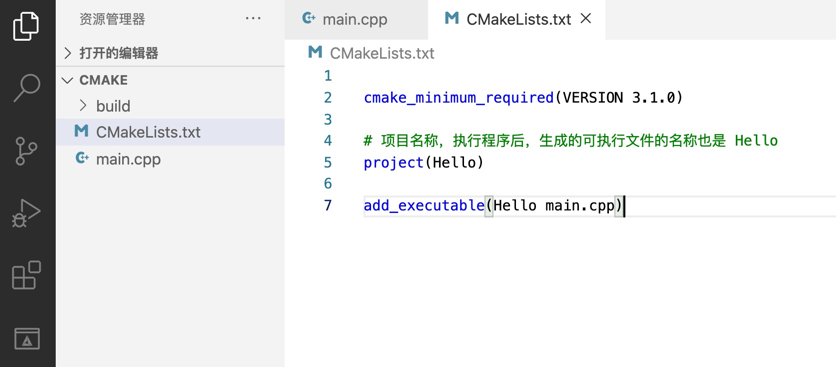 资源管理器
···
打开的编辑器
CMAKE
build
CMakeLists.txt
main.cpp
main.cpp
CMakeLists.txt
CMakeLists.txt
1
2 cmake_minimum_required(VERSION 3.1.0)
3
4 # 项目名称，执行程序后，生成的可执行文件的名称也是 Hello
5 project(Hello)
6
7 add_executable(Hello main.cpp)